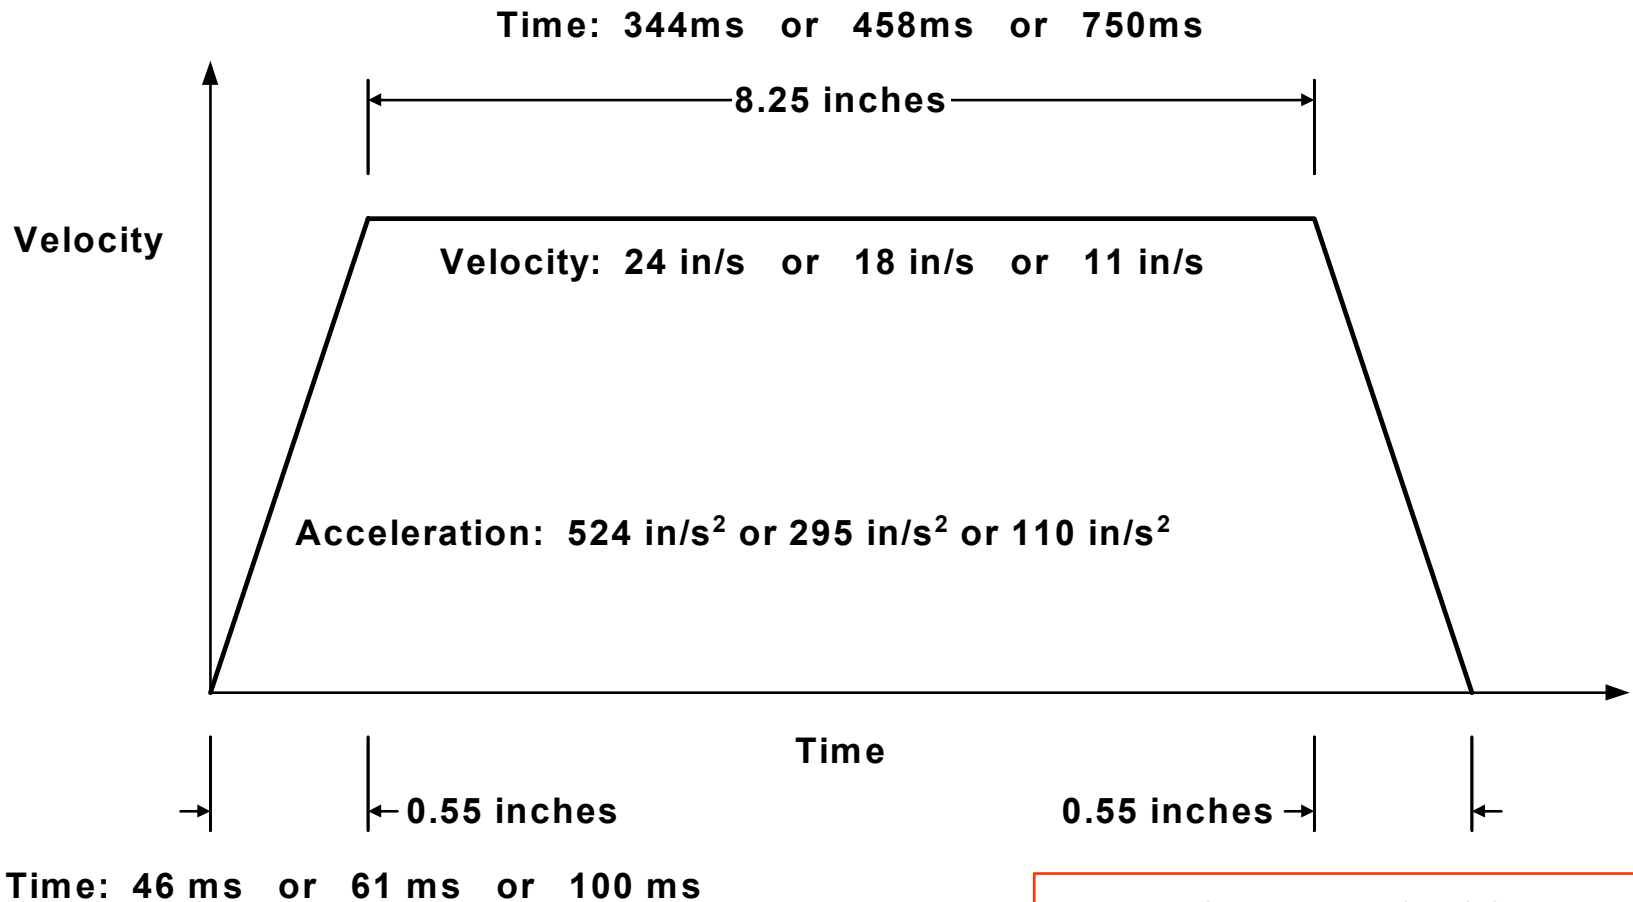 Time: 344ms or 458ms or 750ms
8.25 inches
Velocity
Velocity: 24 in/s or 18 in/s or 11 in/s
Acceleration: 524 in/s² or 295 in/s² or 110 in/s²
Time
0.55 inches
0.55 inches
Time: 46 ms or 61 ms or 100 ms